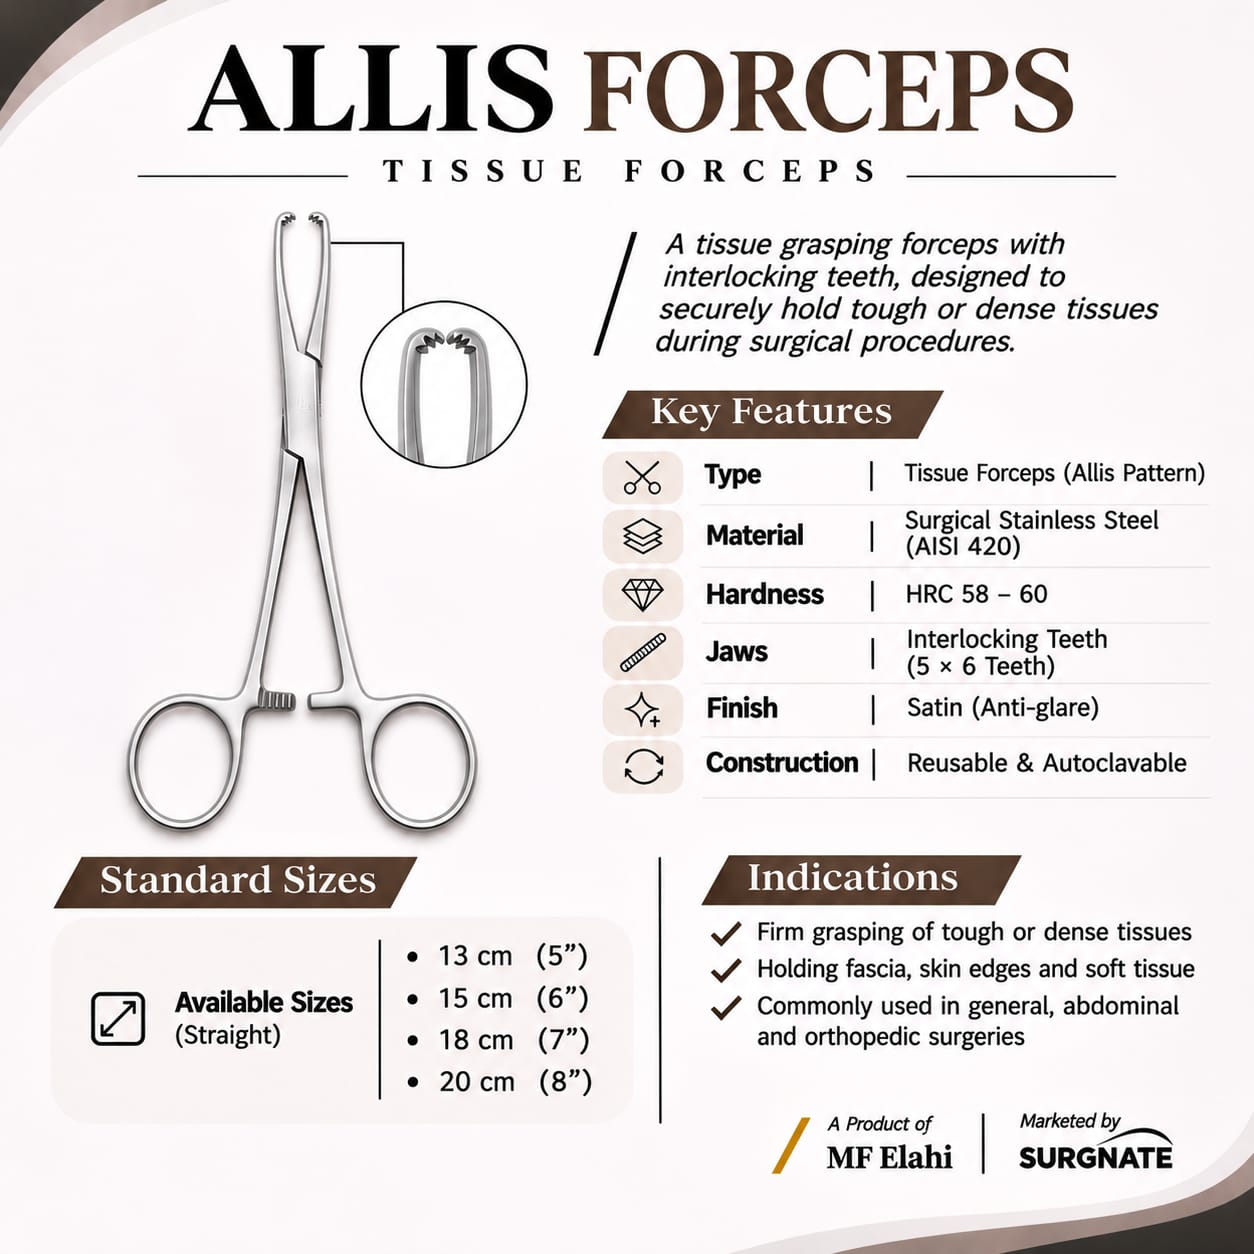 ALLIS FORCEPS
TISSUE FORCEPS
A tissue grasping forceps with
interlocking teeth, designed to
securely hold tough or dense tissues
during surgical procedures.
Key Features
Type | Tissue Forceps (Allis Pattern)
Material | Surgical Stainless Steel
(AISI 420)
Hardness | HRC 58 – 60
Jaws | Interlocking Teeth
(5 × 6 Teeth)
Finish | Satin (Anti-glare)
Construction | Reusable & Autoclavable
Standard Sizes
Available Sizes
(Straight)
• 13 cm (5”)
• 15 cm (6”)
• 18 cm (7”)
• 20 cm (8”)
Indications
Firm grasping of tough or dense tissues
Holding fascia, skin edges and soft tissue
Commonly used in general, abdominal
and orthopedic surgeries
A Product of
MF Elahi
Marketed by
SURGNATE